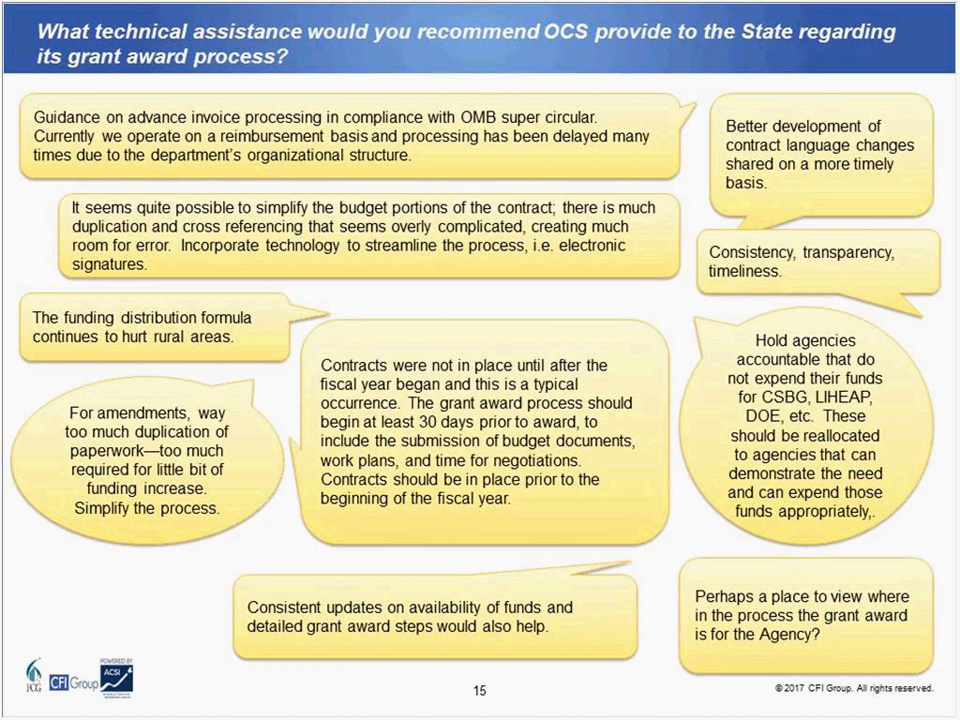 What technical assistance would you recommend OCS provide to the State regarding
its grant award process?
Guidance on advance invoice processing in compliance with OMB super circular.
Currently we operate on a reimbursement basis and processing has been delayed many
times due to the department's organizational structure.
Better development of
contract language changes
shared on a more timely
basis.
It seems quite possible to simplify the budget portions of the contract; there is much
duplication and cross referencing that seems overly complicated, creating much
room for error. Incorporate technology to streamline the process, i.e. electronic
signatures.
Consistency, transparency,
timeliness.
The funding distribution formula
continues to hurt rural areas.
Contracts were not in place until after the
fiscal year began and this is a typical
occurrence. The grant award process should
begin at least 30 days prior to award, to
include the submission of budget documents,
work plans, and time for negotiations.
Contracts should be in place prior to the
beginning of the fiscal year.
Hold agencies
accountable that do
not expend their funds
for CSBG, LIHEAP,
DOE, etc. These
should be reallocated
to agencies that can
demonstrate the need
and can expend those
funds appropriately,.
For amendments, way
too much duplication of
paperwork—too much
required for little bit of
funding increase.
Simplify the process.
Consistent updates on availability of funds and
detailed grant award steps would also help.
Perhaps a place to view where
in the process the grant award
is for the Agency?
FCG
CFI Group
POWERED BY
ACSI
15
© 2017 CFI Group. All rights reserved.